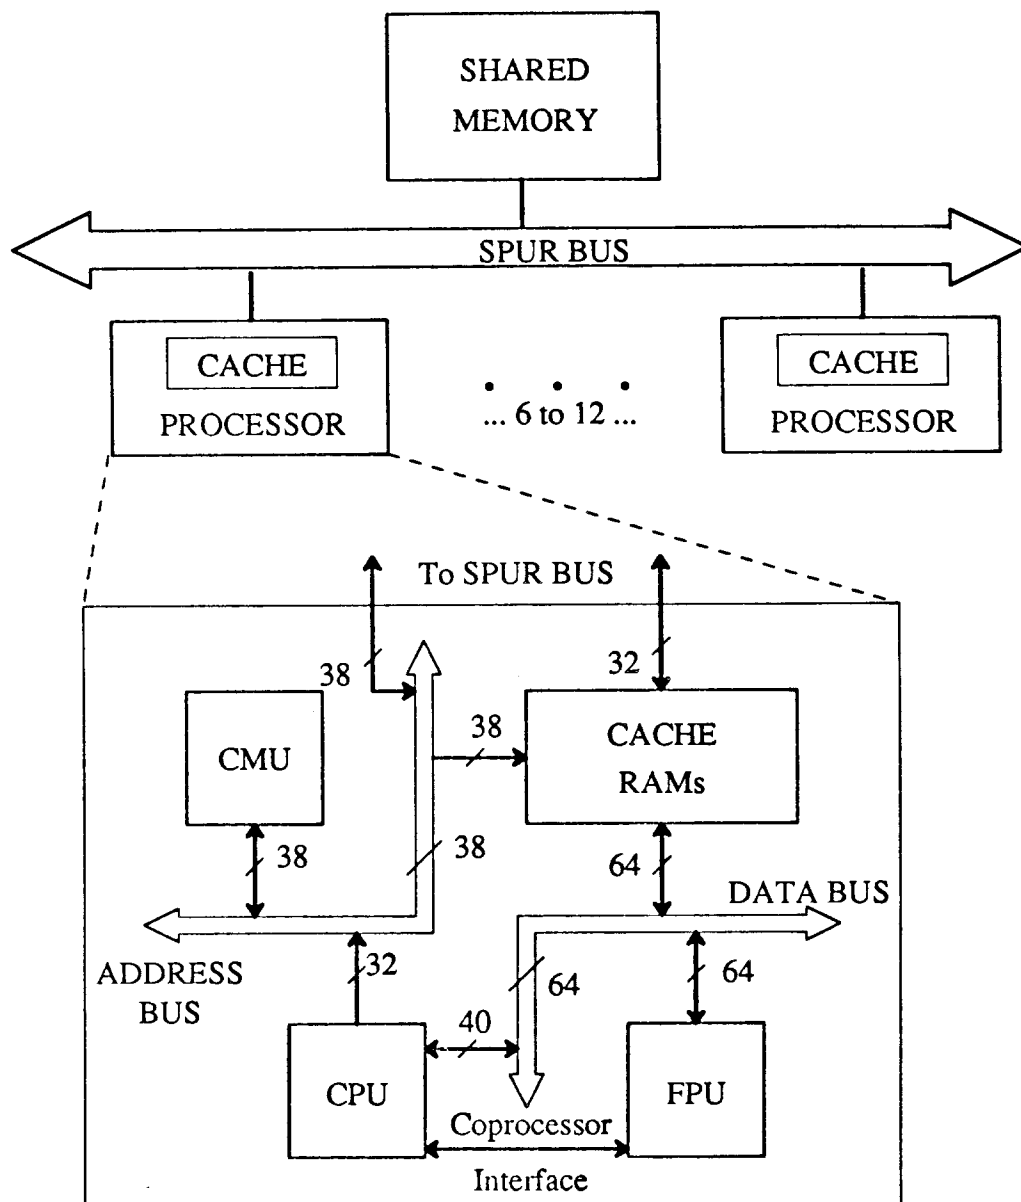 SHARED
MEMORY
SPUR BUS
CACHE
PROCESSOR
... 6 to 12 ...
CACHE
PROCESSOR
To SPUR BUS
38
32
CMU
38
CACHE
RAMs
38
38
64
DATA BUS
ADDRESS
BUS
32
64
64
40
CPU
FPU
Coprocessor
Interface